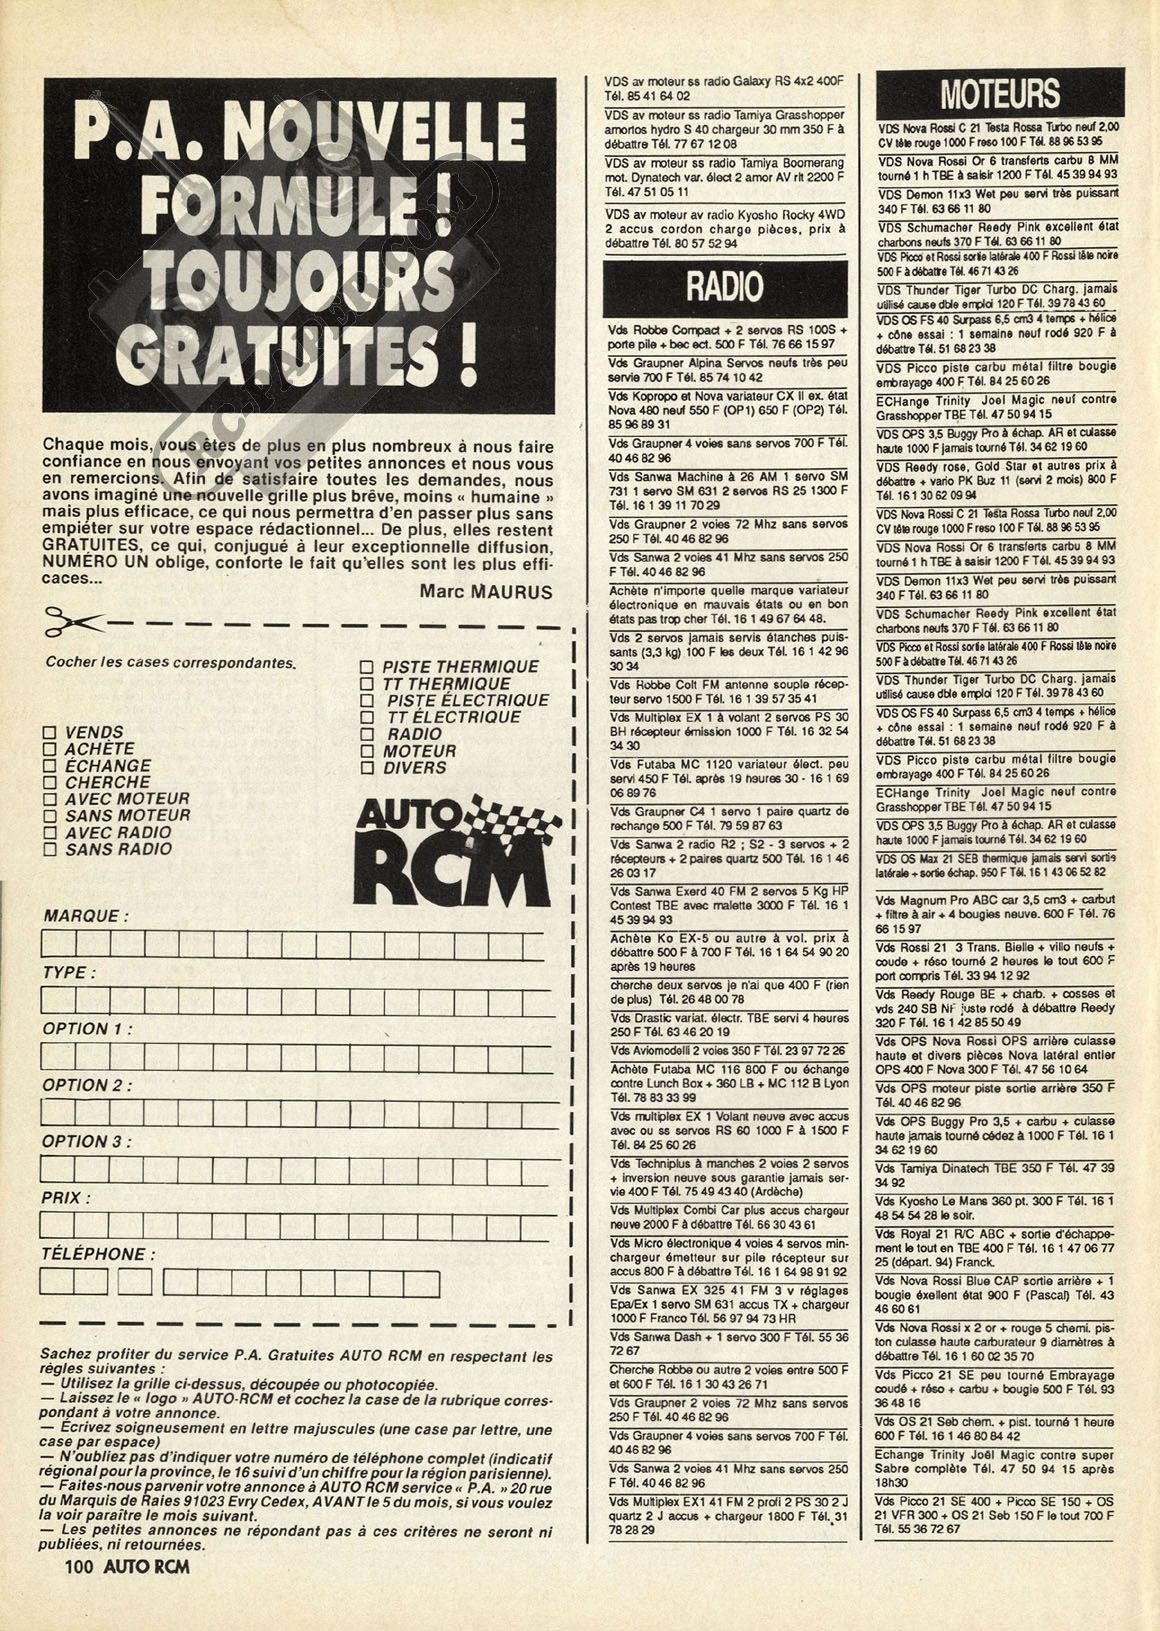 P.A. NOUVELLE
FORMULE !
TOUJOURS
GRATUITES !
RC-PAPER.COM
Chaque mois, vous êtes de plus en plus nombreux à nous faire
confiance en nous envoyant vos petites annonces et nous vous
en remercions. Afin de satisfaire toutes les demandes, nous
avons imaginé une nouvelle grille plus brêve, moins « humaine »
mais plus efficace, ce qui nous permettra d'en passer plus sans
empiéter sur votre espace rédactionnel... De plus, elles restent
GRATUITES, ce qui, conjugué à leur exceptionnelle diffusion,
NUMÉRO UN oblige, conforte le fait qu'elles sont les plus effi-
caces...
Marc MAURUS
Cocher les cases correspondantes.
PISTE THERMIQUE
TT THERMIQUE
PISTE ÉLECTRIQUE
TT ÉLECTRIQUE
RADIO
MOTEUR
DIVERS
VENDS
ACHÈTE
ÉCHANGE
CHERCHE
AVEC MOTEUR
SANS MOTEUR
AVEC RADIO
SANS RADIO
AUTO
RCM
MARQUE :
TYPE :
OPTION 1 :
OPTION 2 :
OPTION 3 :
PRIX :
TÉLÉPHONE :
Sachez profiter du service P.A. Gratuites AUTO RCM en respectant les
règles suivantes :
— Utilisez la grille ci-dessus, découpée ou photocopiée.
— Laissez le « logo » AUTO-RCM et cochez la case de la rubrique corres-
pondant à votre annonce.
— Écrivez soigneusement en lettre majuscules (une case par lettre, une
case par espace)
— N'oubliez pas d'indiquer votre numéro de téléphone complet (indicatif
régional pour la province, le 16 suivi d'un chiffre pour la région parisienne).
— Faites-nous parvenir votre annonce à AUTO RCM service « P.A. » 20 rue
du Marquis de Raies 91023 Evry Cedex, AVANT le 5 du mois, si vous voulez
la voir paraître le mois suivant.
— Les petites annonces ne répondant pas à ces critères ne seront ni
publiées, ni retournées.
100 AUTO RCM
VDS av moteur ss radio Galaxy RS 4x2 400F
Tél. 85 41 64 02
VDS av moteur ss radio Tamiya Grasshopper
amortos hydro S 40 chargeur 30 mm 350 F à
débattre Tél. 77 67 12 08
VDS av moteur ss radio Tamiya Boomerang
mot. Dynatech var. élect 2 amor AV rlt 2200 F
Tél. 47 51 05 11
VDS av moteur av radio Kyosho Rocky 4WD
2 accus cordon charge pièces, prix à
débattre Tél. 80 57 52 94
RADIO
Vds Robbe Compact + 2 servos RS 100S +
porte pile + bec ect. 500 F Tél. 76 66 15 97
Vds Graupner Alpina Servos neufs très peu
servie 700 F Tél. 85 74 10 42
Vds Kopropo et Nova variateur CX II ex. état
Nova 480 neuf 550 F (OP1) 650 F (OP2) Tél.
85 96 89 31
Vds Graupner 4 voies sans servos 700 F Tél.
40 46 82 96
Vds Sanwa Machine à 26 AM 1 servo SM
731 1 servo SM 631 2 servos RS 25 1300 F
Tél. 16 1 39 11 70 29
Vds Graupner 2 voies 72 Mhz sans servos
250 F Tél. 40 46 82 96
Vds Sanwa 2 voies 41 Mhz sans servos 250
F Tél. 40 46 82 96
Achète n'importe quelle marque variateur
électronique en mauvais états ou en bon
états pas trop cher Tél. 16 1 49 67 64 48.
Vds 2 servos jamais servis étanches puis-
sants (3,3 kg) 100 F les deux Tél. 16 1 42 96
30 34
Vds Robbe Colt FM antenne souple récep-
teur servo 1500 F Tél. 16 1 39 57 35 41
Vds Multiplex EX 1 à volant 2 servos PS 30
BH récepteur émission 1000 F Tél. 16 32 54
34 30
Vds Futaba MC 1120 variateur élect. peu
servi 450 F Tél. après 19 heures 30 - 16 1 69
06 89 76
Vds Graupner C4 1 servo 1 paire quartz de
rechange 500 F Tél. 79 59 87 63
Vds Sanwa 2 radio R2 ; S2 - 3 servos + 2
récepteurs + 2 paires quartz 500 Tél. 16 1 46
26 03 17
Vds Sanwa Exerd 40 FM 2 servos 5 Kg HP
Contest TBE avec malette 3000 F Tél. 16 1
45 39 94 93
Achète Ko EX-5 ou autre à vol. prix à
débattre 500 F à 700 F Tél. 16 1 64 54 90 20
après 19 heures
cherche deux servos je n'ai que 400 F (rien
de plus) Tél. 26 48 00 78
Vds Drastic variat. électr. TBE servi 4 heures
250 F Tél. 63 46 20 19
Vds Aviomodelli 2 voies 350 F Tél. 23 97 72 26
Achète Futaba MC 116 800 F ou échange
contre Lunch Box + 360 LB + MC 112 B Lyon
Tél. 78 83 33 99
Vds multiplex EX 1 Volant neuve avec accus
avec ou ss servos RS 60 1000 F à 1500 F
Tél. 84 25 60 26
Vds Techniplus à manches 2 voies 2 servos
+ inversion neuve sous garantie jamais ser-
vie 400 F Tél. 75 49 43 40 (Ardèche)
Vds Multiplex Combi Car plus accus chargeur
neuve 2000 F à débattre Tél. 66 30 43 61
Vds Micro électronique 4 voies 4 servos min-
chargeur émetteur sur pile récepteur sur
accus 800 F à débattre Tél. 16 1 64 98 91 92
Vds Sanwa EX 325 41 FM 3 v réglages
Epa/Ex 1 servo SM 631 accus TX + chargeur
1000 F Franco Tél. 56 97 94 73 HR
Vds Sanwa Dash + 1 servo 300 F Tél. 55 36
72 67
Cherche Robbe ou autre 2 voies entre 500 F
et 600 F Tél. 16 1 30 43 26 71
Vds Graupner 2 voies 72 Mhz sans servos
250 F Tél. 40 46 82 96
Vds Graupner 4 voies sans servos 700 F Tél.
40 46 82 96
Vds Sanwa 2 voies 41 Mhz sans servos 250
F Tél. 40 46 82 96
Vds Multiplex EX1 41 FM 2 profi 2 PS 30 2 J
quartz 2 J accus + chargeur 1800 F Tél. 31
78 28 29
MOTEURS
VDS Nova Rossi C 21 Testa Rossa Turbo neuf 2,00
CV tête rouge 1000 F reso 100 F Tél. 88 96 53 95
VDS Nova Rossi Or 6 transferts carbu 8 MM
tourné 1 h TBE à saisir 1200 F Tél. 45 39 94 93
VDS Demon 11x3 Wet peu servi très puissant
340 F Tél. 63 66 11 80
VDS Schumacher Reedy Pink excellent état
charbons neufs 370 F Tél. 63 66 11 80
VDS Picco et Rossi sortie latérale 400 F Rossi tête noire
500 F à débattre Tél. 46 71 43 26
VDS Thunder Tiger Turbo DC Charg. jamais
utilisé cause dble emploi 120 F Tél. 39 78 43 60
VDS OS FS 40 Surpass 6,5 cm3 4 temps + hélice
+ cône essai : 1 semaine neuf rodé 920 F à
débattre Tél. 51 68 23 38
VDS Picco piste carbu métal filtre bougie
embrayage 400 F Tél. 84 25 60 26
ECHange Trinity Joel Magic neuf contre
Grasshopper TBE Tél. 47 50 94 15
VDS OPS 3,5 Buggy Pro à échap. AR et culasse
haute 1000 F jamais tourné Tél. 34 62 19 60
VDS Reedy rose, Gold Star et autres prix à
débattre + vario PK Buz 11 (servi 2 mois) 800 F
Tél. 16 1 30 62 09 94
VDS Nova Rossi C 21 Testa Rossa Turbo neuf 2,00
CV tête rouge 1000 F reso 100 F Tél. 88 96 53 95
VDS Nova Rossi Or 6 transferts carbu 8 MM
tourné 1 h TBE à saisir 1200 F Tél. 45 39 94 93
VDS Demon 11x3 Wet peu servi très puissant
340 F Tél. 63 66 11 80
VDS Schumacher Reedy Pink excellent état
charbons neufs 370 F Tél. 63 66 11 80
VDS Picco et Rossi sortie latérale 400 F Rossi tête noire
500 F à débattre Tél. 46 71 43 26
VDS Thunder Tiger Turbo DC Charg. jamais
utilisé cause dble emploi 120 F Tél. 39 78 43 60
VDS OS FS 40 Surpass 6,5 cm3 4 temps + hélice
+ cône essai : 1 semaine neuf rodé 920 F à
débattre Tél. 51 68 23 38
VDS Picco piste carbu métal filtre bougie
embrayage 400 F Tél. 84 25 60 26
ECHange Trinity Joel Magic neuf contre
Grasshopper TBE Tél. 47 50 94 15
VDS OPS 3,5 Buggy Pro à échap. AR et culasse
haute 1000 F jamais tourné Tél. 34 62 19 60
VDS OS Max 21 SEB thermique jamais servi sortie
latérale + sortie échap. 950 F Tél. 16 1 43 06 52 82
Vds Magnum Pro ABC car 3,5 cm3 + carbut
+ filtre à air + 4 bougies neuve. 600 F Tél. 76
66 15 97
Vds Rossi 21 3 Trans. Bielle + villo neufs +
coude + réso tourné 2 heures le tout 600 F
port compris Tél. 33 94 12 92
Vds Reedy Rouge BE + charb. + cosses et
vds 240 SB NF juste rodé à débattre Reedy
320 F Tél. 16 1 42 85 50 49
Vds OPS Nova Rossi OPS arrière culasse
haute et divers pièces Nova latéral entier
OPS 400 F Nova 300 F Tél. 47 56 10 64
Vds OPS moteur piste sortie arrière 350 F
Tél. 40 46 82 96
Vds OPS Buggy Pro 3,5 + carbu + culasse
haute jamais tourné cédez à 1000 F Tél. 16 1
34 62 19 60
Vds Tamiya Dinatech TBE 350 F Tél. 47 39
34 92
Vds Kyosho Le Mans 360 pt. 300 F Tél. 16 1
48 54 54 28 le soir.
Vds Royal 21 R/C ABC + sortie d'échappe-
ment le tout en TBE 400 F Tél. 16 1 47 06 77
25 (départ. 94) Franck.
Vds Nova Rossi Blue CAP sortie arrière + 1
bougie éxellent état 900 F (Pascal) Tél. 43
46 60 61
Vds Nova Rossi x 2 or + rouge 5 chemi. pis-
ton culasse haute carburateur 9 diamètres à
débattre Tél. 16 1 60 02 35 70
Vds Picco 21 SE peu tourné Embrayage
coudé + réso + carbu + bougie 500 F Tél. 93
36 48 16
Vds OS 21 Seb chem. + pist. tourné 1 heure
600 F Tél. 16 1 46 80 84 42
Echange Trinity Joël Magic contre super
Sabre complète Tél. 47 50 94 15 après
18h30
Vds Picco 21 SE 400 + Picco SE 150 + OS
21 VFR 300 + OS 21 Seb 150 F le tout 700 F
Tél. 55 36 72 67